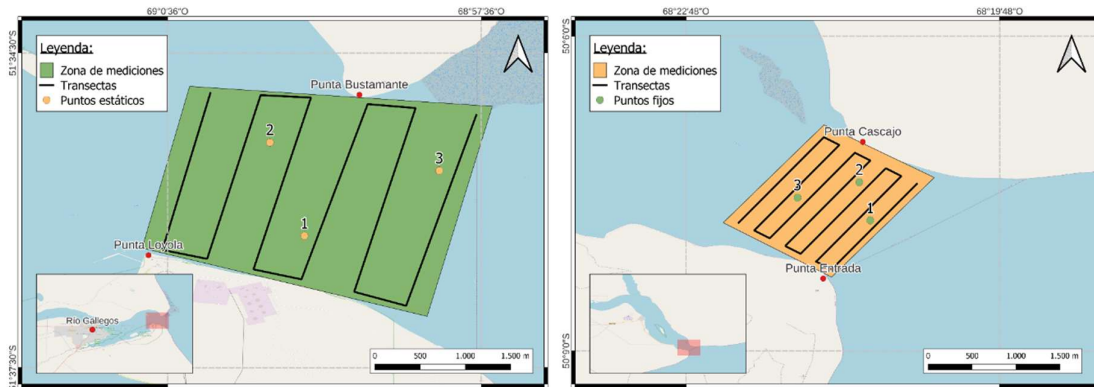 69°0'36"O
68°57'36"O
51°34'30"S
51°37'30"S
Leyenda:
Zona de mediciones
Transectas
Puntos estáticos
Punta Bustamante
2
3
1
Punta Loyola
Río Gallegos
0 500 1.000 1.500 m
68°22'48"O
68°19'48"O
50°6'0"S
50°9'0"S
Leyenda:
Zona de mediciones
Transectas
Puntos fijos
Punta Cascajo
2
3
1
Punta Entrada
0 500 1.000 1.500 m